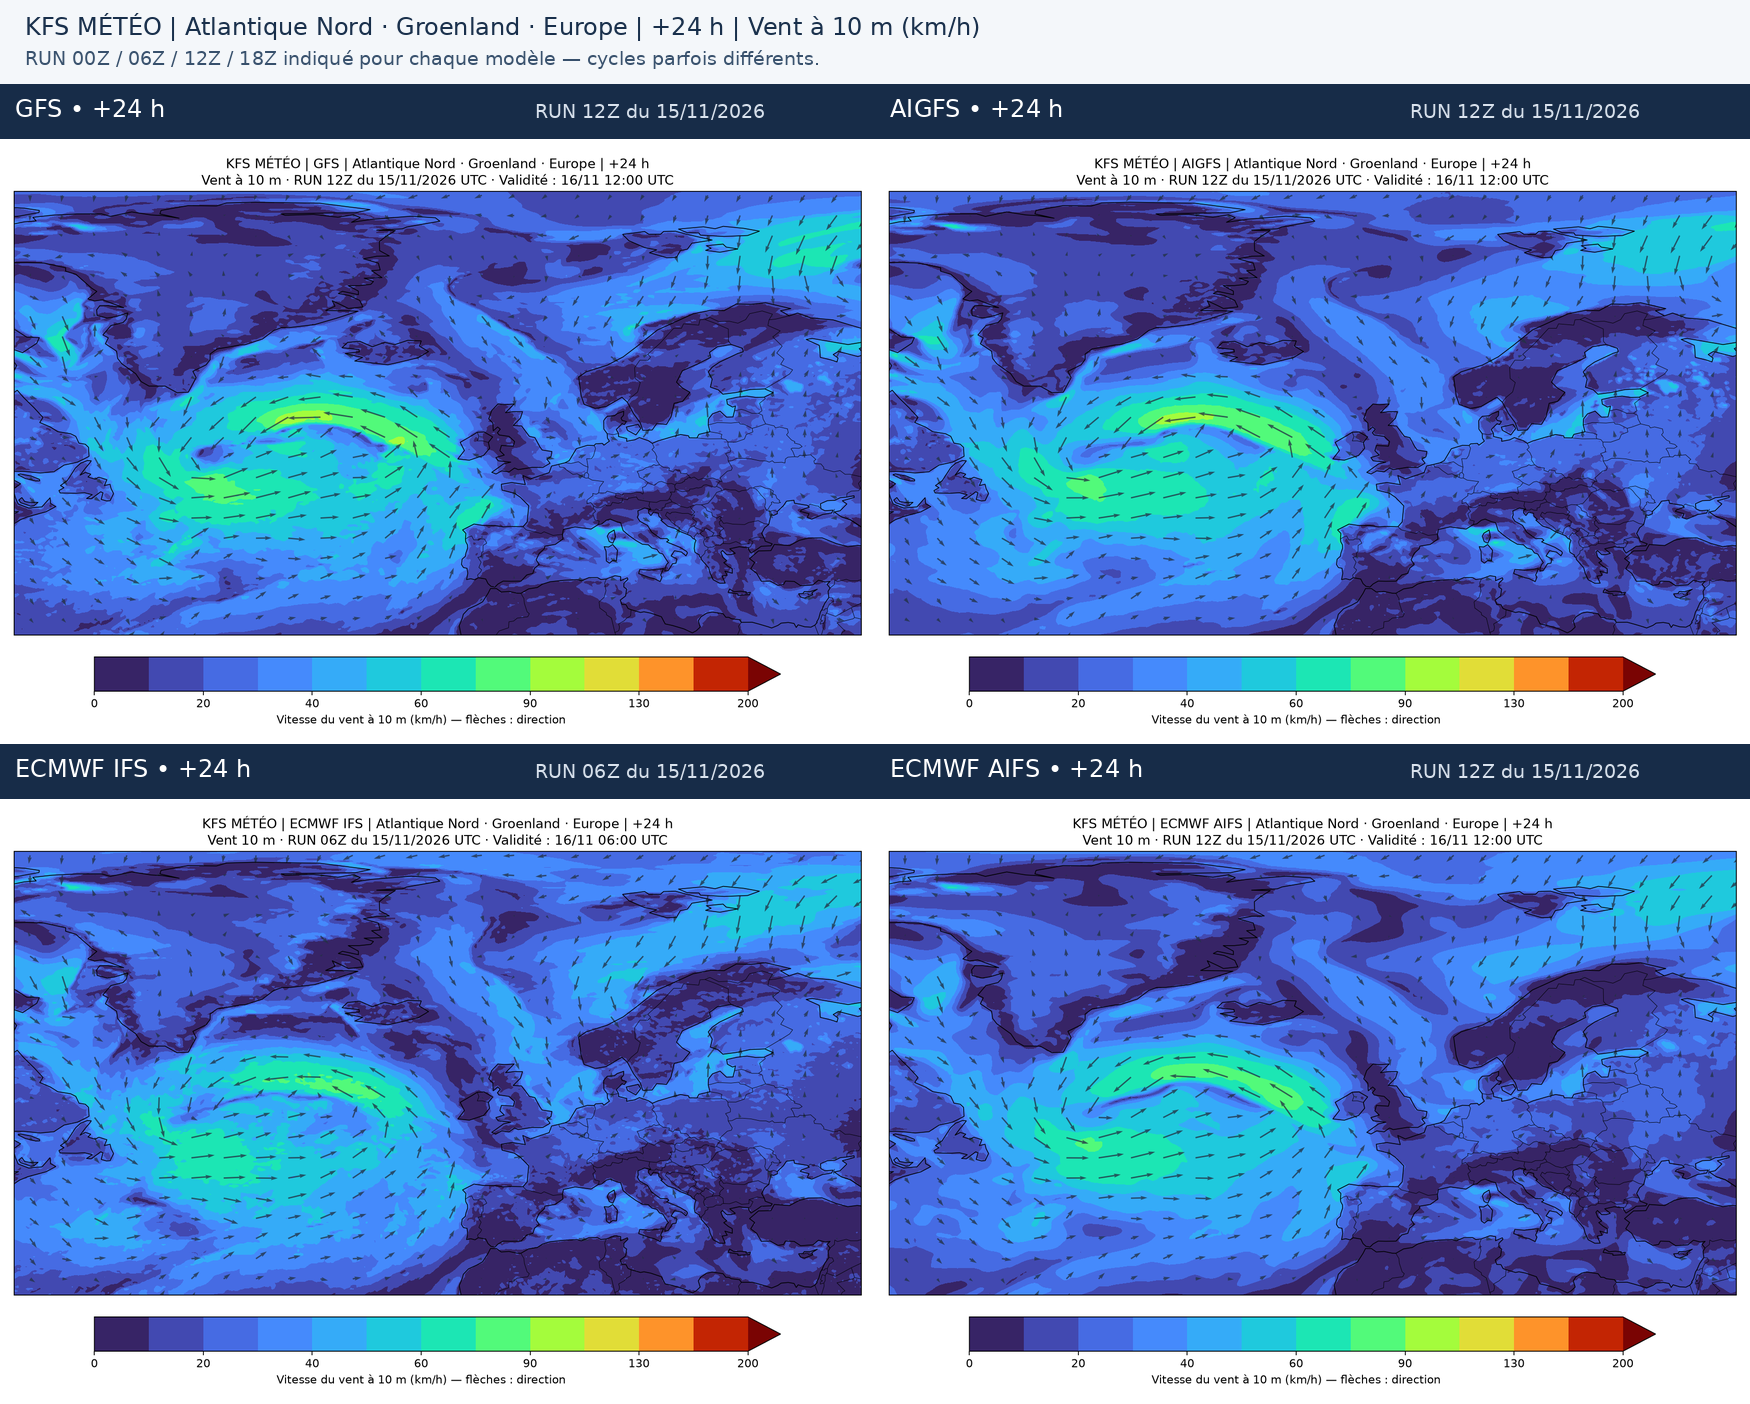 KFS MÉTÉO | Atlantique Nord · Groenland · Europe | +24 h | Vent à 10 m (km/h)
RUN 00Z / 06Z / 12Z / 18Z indiqué pour chaque modèle — cycles parfois différents.
GFS • +24 h
RUN 12Z du 15/11/2026
KFS MÉTÉO | GFS | Atlantique Nord · Groenland · Europe | +24 h
Vent à 10 m · RUN 12Z du 15/11/2026 UTC · Validité : 16/11 12:00 UTC
0 20 40 60 90 130 200
Vitesse du vent à 10 m (km/h) — flèches : direction
AIGFS • +24 h
RUN 12Z du 15/11/2026
KFS MÉTÉO | AIGFS | Atlantique Nord · Groenland · Europe | +24 h
Vent à 10 m · RUN 12Z du 15/11/2026 UTC · Validité : 16/11 12:00 UTC
0 20 40 60 90 130 200
Vitesse du vent à 10 m (km/h) — flèches : direction
ECMWF IFS • +24 h
RUN 06Z du 15/11/2026
KFS MÉTÉO | ECMWF IFS | Atlantique Nord · Groenland · Europe | +24 h
Vent 10 m · RUN 06Z du 15/11/2026 UTC · Validité : 16/11 06:00 UTC
0 20 40 60 90 130 200
Vitesse du vent à 10 m (km/h) — flèches : direction
ECMWF AIFS • +24 h
RUN 12Z du 15/11/2026
KFS MÉTÉO | ECMWF AIFS | Atlantique Nord · Groenland · Europe | +24 h
Vent 10 m · RUN 12Z du 15/11/2026 UTC · Validité : 16/11 12:00 UTC
0 20 40 60 90 130 200
Vitesse du vent à 10 m (km/h) — flèches : direction